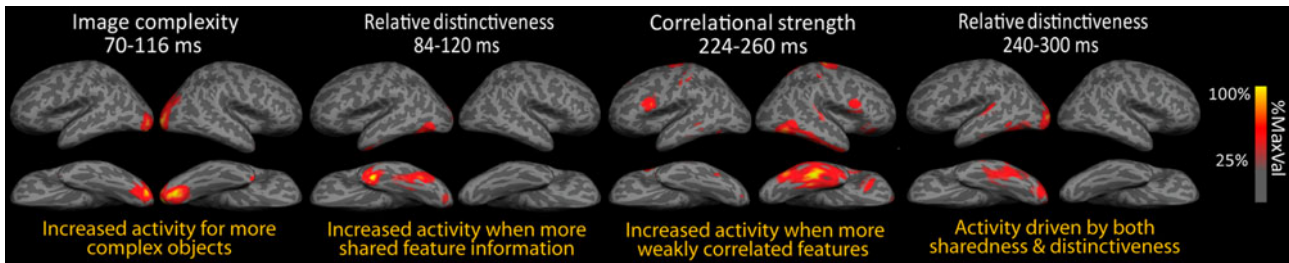 Image complexity
70-116 ms
Relative distinctiveness
84-120 ms
Correlational strength
224-260 ms
Relative distinctiveness
240-300 ms
100%
25%
%MaxVal
Increased activity for more
complex objects
Increased activity when more
shared feature information
Increased activity when more
weakly correlated features
Activity driven by both
sharedness & distinctiveness